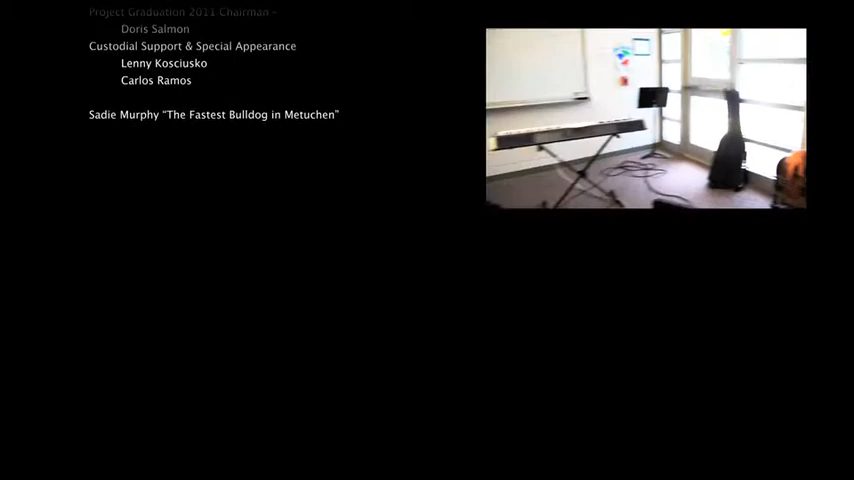 Project Graduation 2011 Chairman –
Doris Salmon
Custodial Support & Special Appearance
Lenny Kosciusko
Carlos Ramos
Sadie Murphy “The Fastest Bulldog in Metuchen”